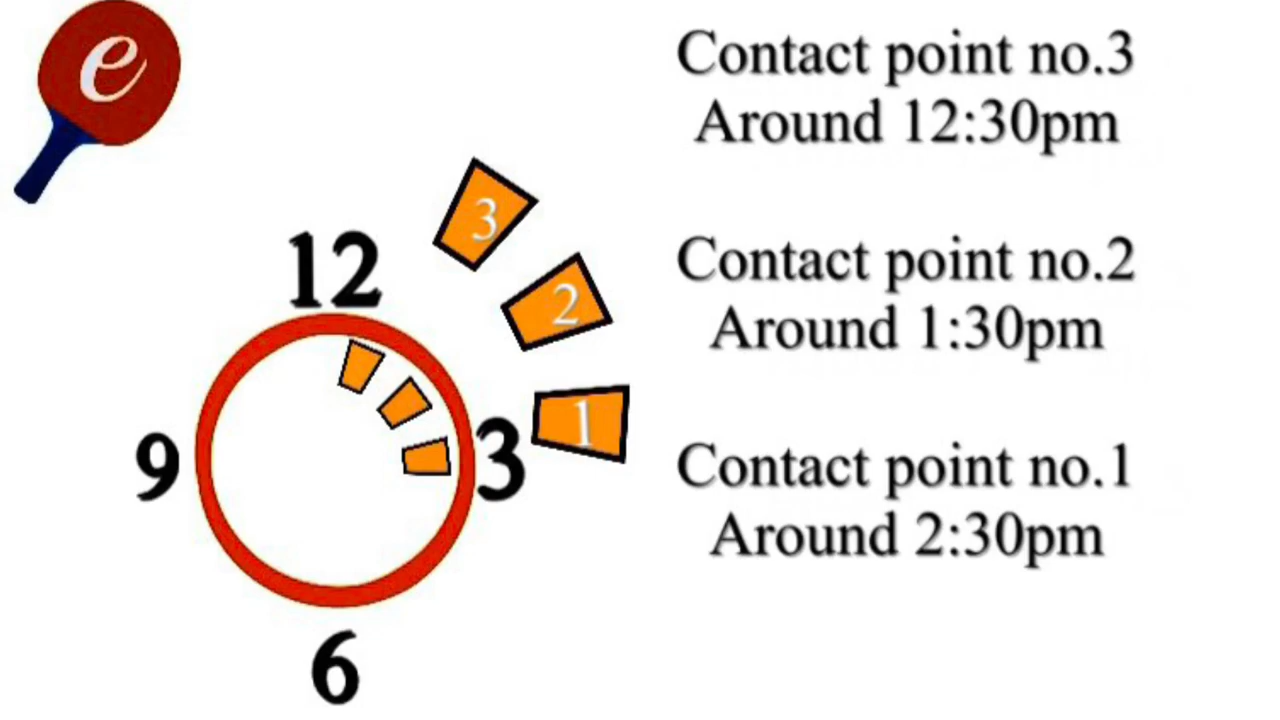 e
Contact point no.3
Around 12:30pm
Contact point no.2
Around 1:30pm
Contact point no.1
Around 2:30pm
3
2
1
12
9
3
6